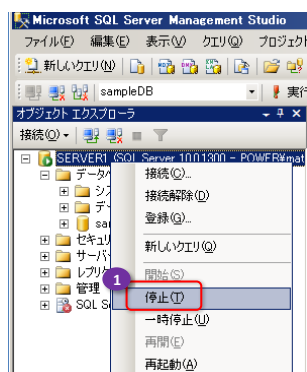 Microsoft SQL Server Management Studio
ファイル(F) 編集(E) 表示(V) クエリ(Q) プロジェクト
新しいクエリ(N)
sampleDB 実行
オブジェクト エクスプローラ
接続(O)
SERVER1 (SQL Server 10.0.1300 - POWER¥mat
データベ
接続(C)...
シス
接続解除(D)
デー
登録(G)...
sa
セキュリ
新しいクエリ(Q)
サーバー
レプリケ
開始(S)
管理
1
停止(T)
SQL S
一時停止(U)
再開(E)
再起動(A)